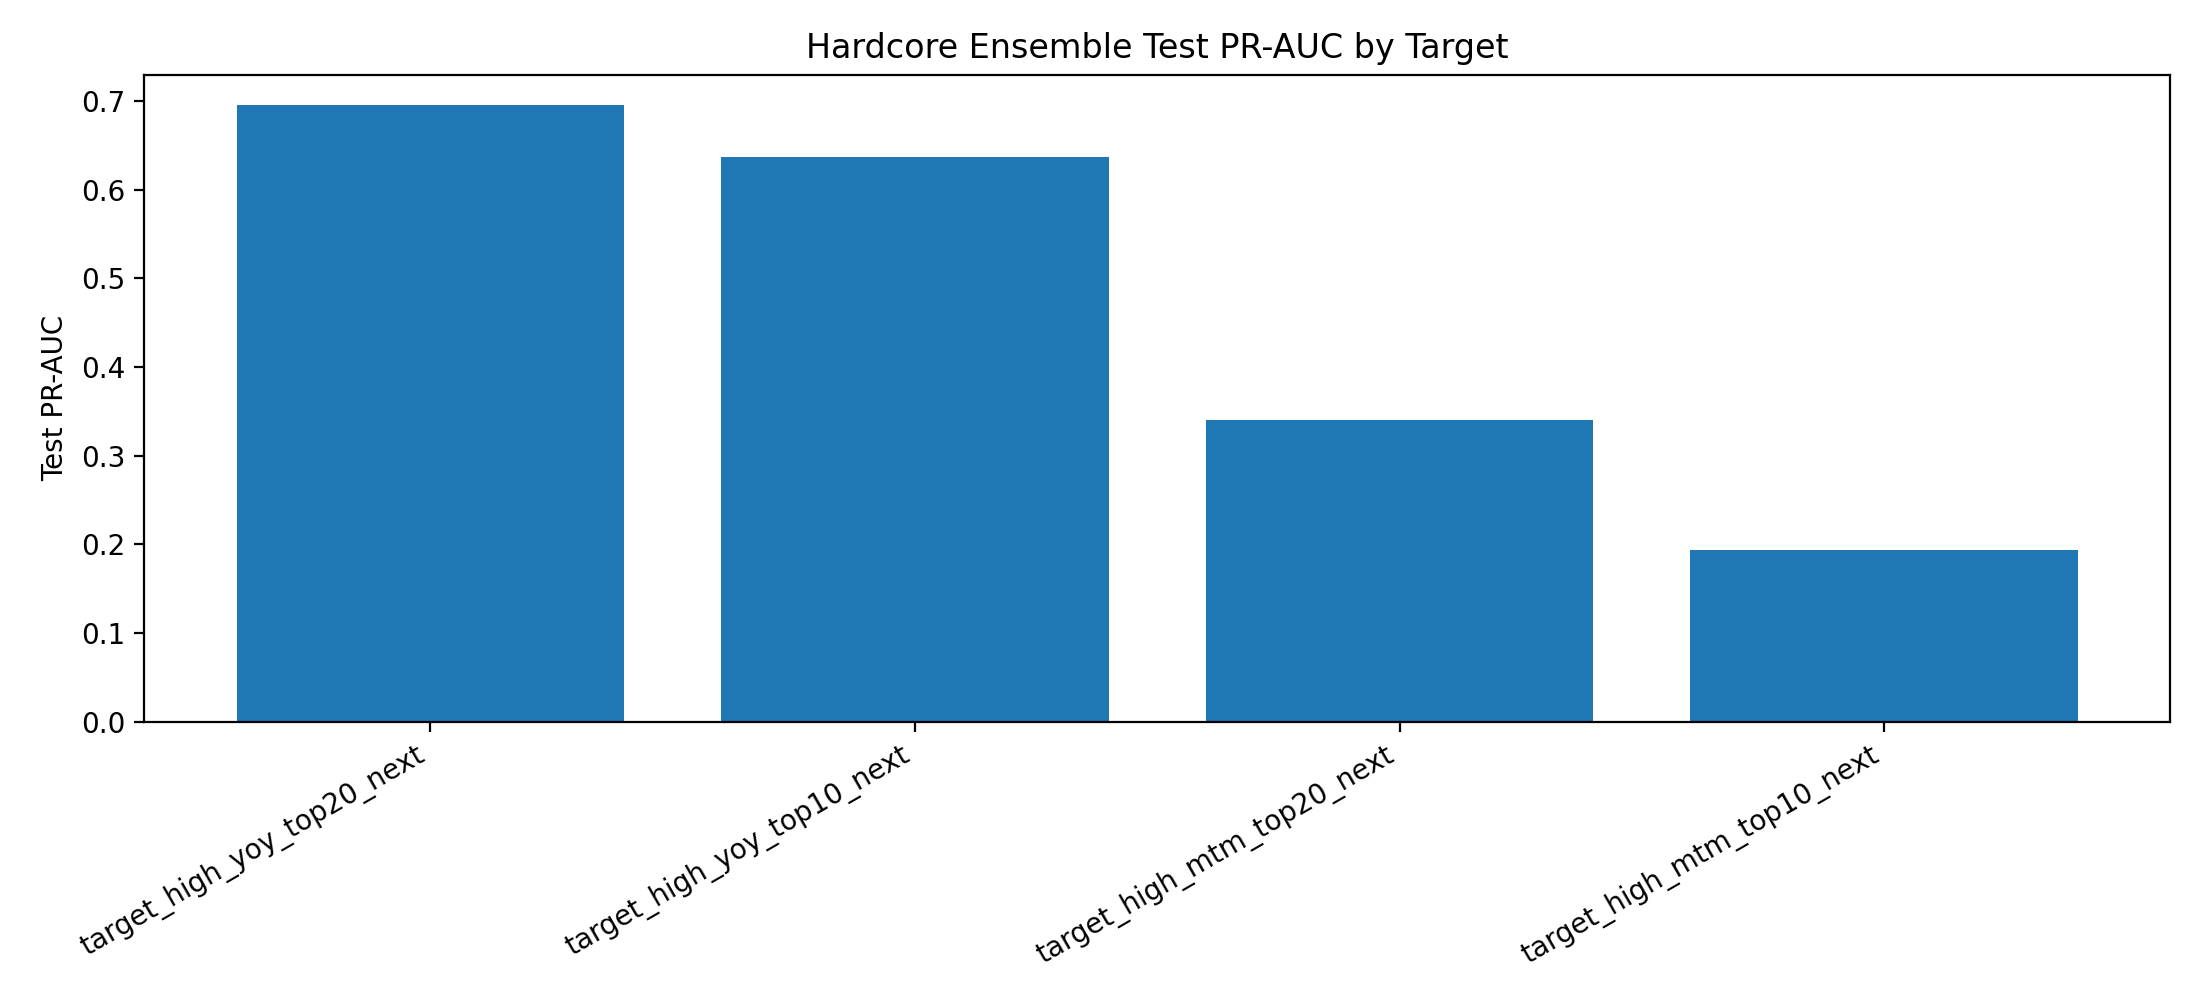 Hardcore Ensemble Test PR-AUC by Target
Test PR-AUC
0.7
0.6
0.5
0.4
0.3
0.2
0.1
0.0
target_high_yoy_top20_next
target_high_yoy_top10_next
target_high_mtm_top20_next
target_high_mtm_top10_next